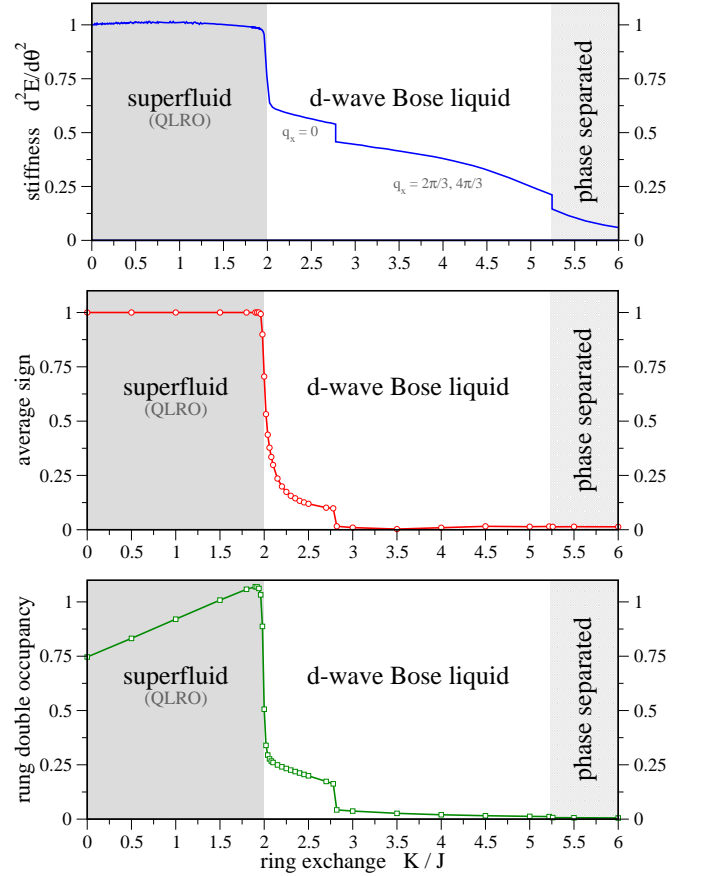 stiffness d²E/dθ²
1
0.75
0.5
0.25
0
superfluid
(QLRO)
d-wave Bose liquid
qₓ = 0
qₓ = 2π/3, 4π/3
phase separated
1
0.75
0.5
0.25
0
0 0.5 1 1.5 2 2.5 3 3.5 4 4.5 5 5.5 6
average sign
1
0.75
0.5
0.25
0
superfluid
(QLRO)
d-wave Bose liquid
phase separated
1
0.75
0.5
0.25
0
0 0.5 1 1.5 2 2.5 3 3.5 4 4.5 5 5.5 6
rung double occupancy
1
0.75
0.5
0.25
0
superfluid
(QLRO)
d-wave Bose liquid
phase separated
1
0.75
0.5
0.25
0
0 0.5 1 1.5 2 2.5 3 3.5 4 4.5 5 5.5 6
ring exchange K / J